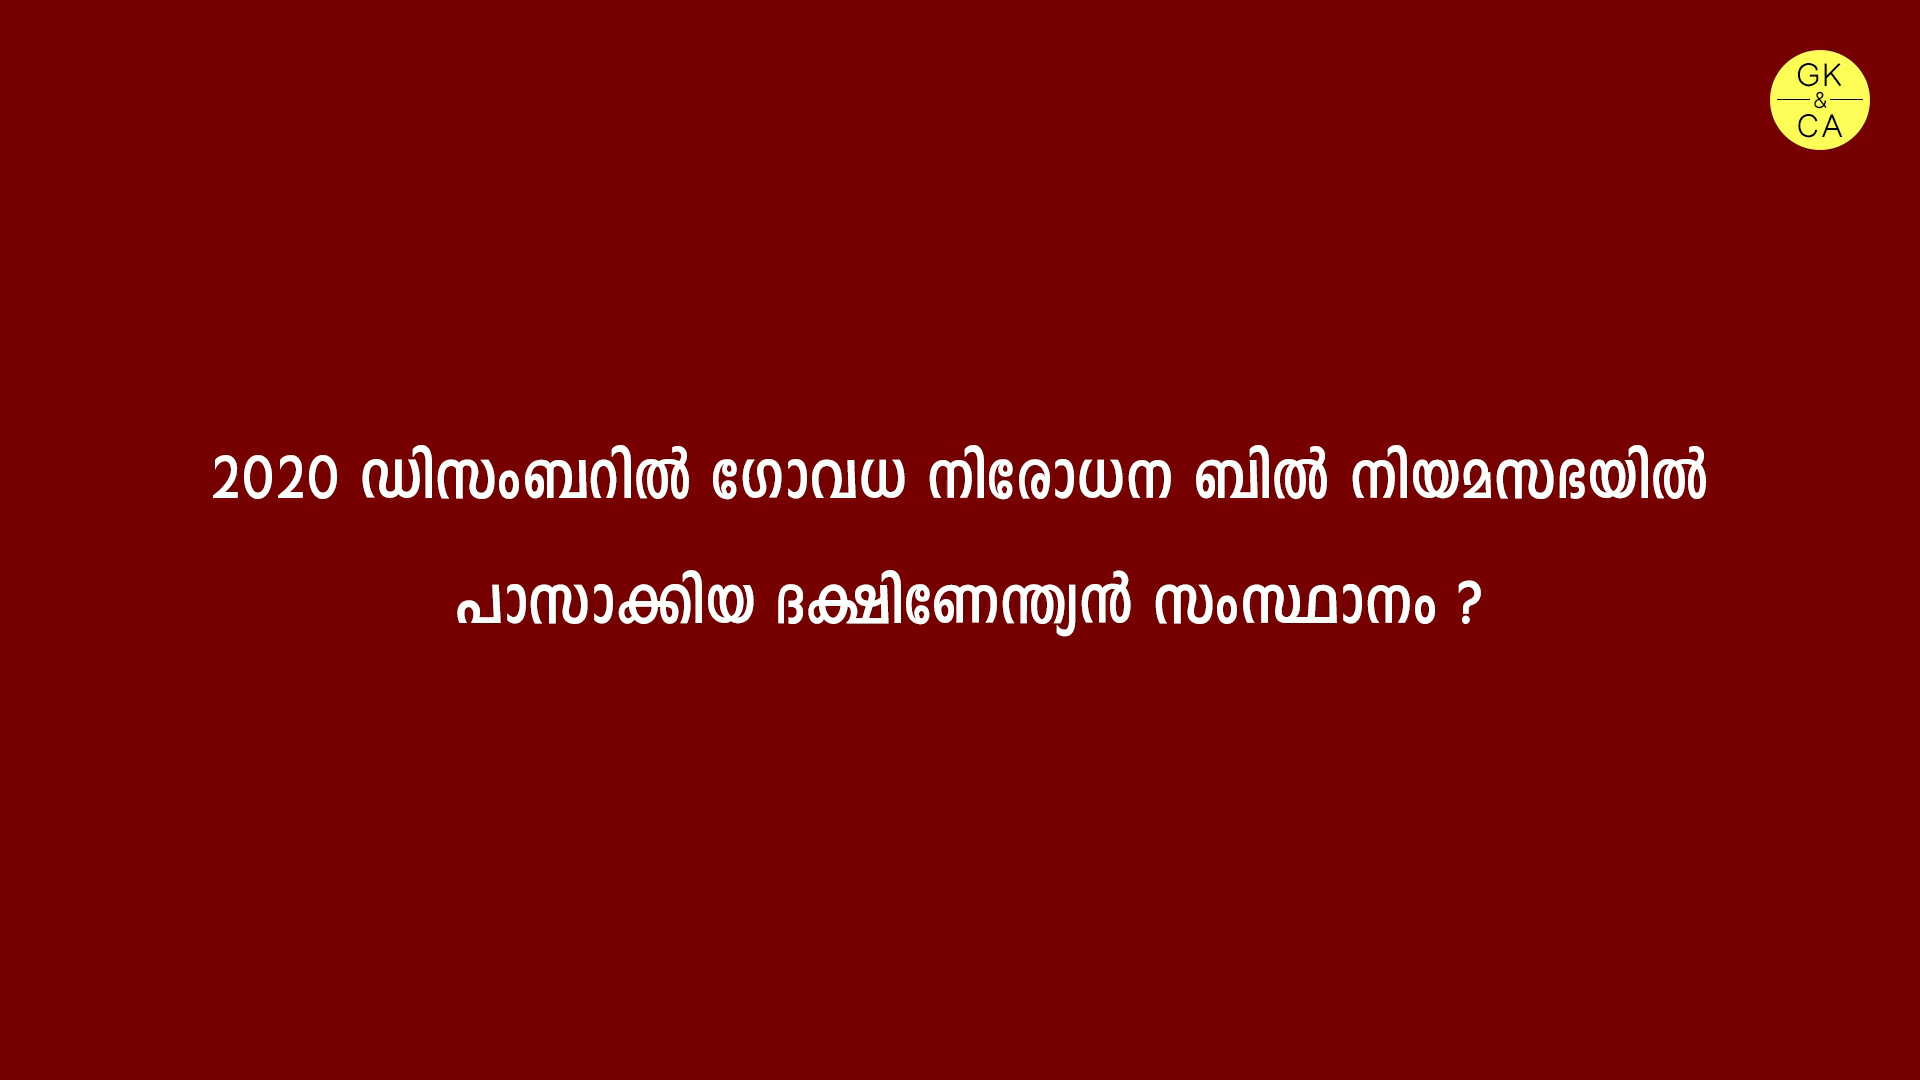 GK
&
CA
2020 ഡിസംബറിൽ ഗോവധ നിരോധന ബിൽ നിയമസഭയിൽ
പാസാക്കിയ ദക്ഷിണേന്ത്യൻ സംസ്ഥാനം ?